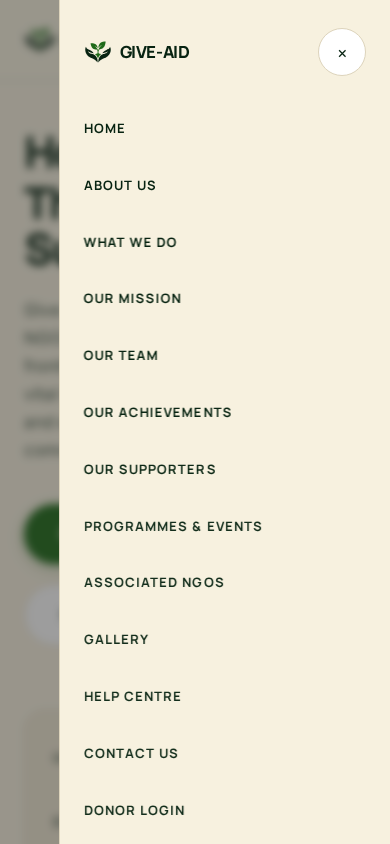 GIVE-AID
×
HOME
ABOUT US
WHAT WE DO
OUR MISSION
OUR TEAM
OUR ACHIEVEMENTS
OUR SUPPORTERS
PROGRAMMES & EVENTS
ASSOCIATED NGOS
GALLERY
HELP CENTRE
CONTACT US
DONOR LOGIN